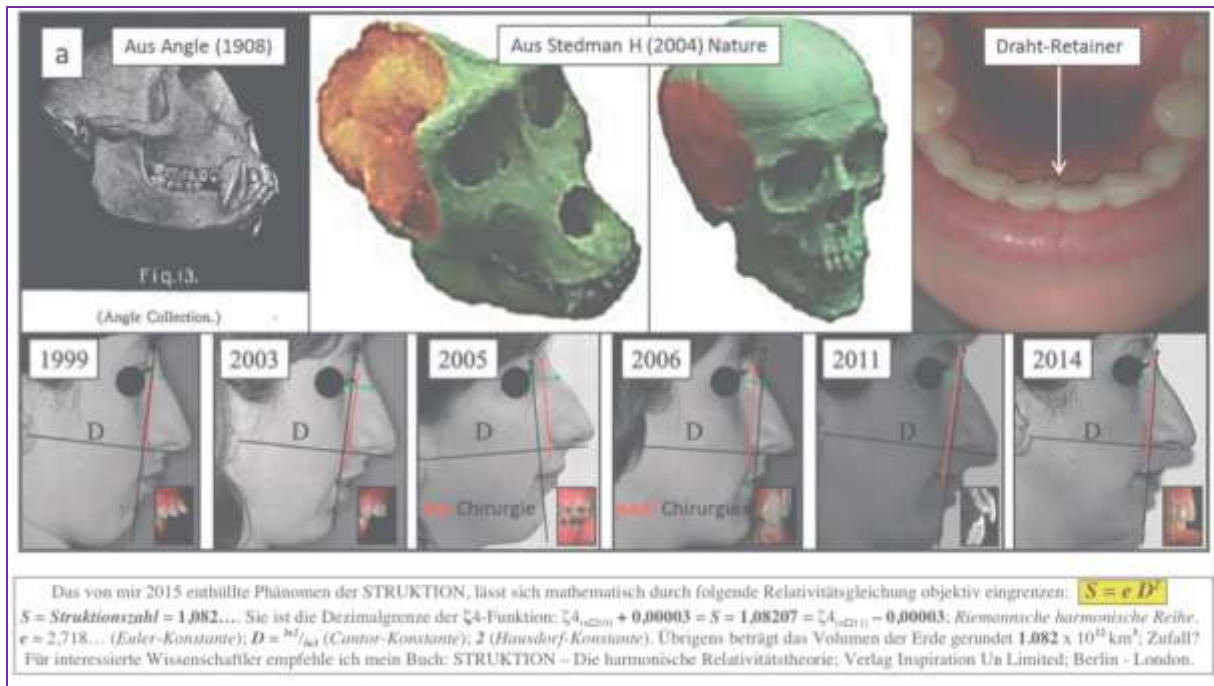 a
Aus Angle (1908)
Aus Stedman H (2004) Nature
Draht-Retainer
Fig.13.
(Angle Collection.)
1999
2003
2005
2006
2011
2014
D
D
D
D
D
D
Chirurgie
nach Chirurgie
Das von mir 2015 enthüllte Phänomen der STRUKTION, lässt sich mathematisch durch folgende Relativitätsgleichung objektiv eingrenzen: S = e D²
S = Struktionszahl = 1,082… Sie ist die Dezimalgrenze der ζ4-Funktion: + 0,00003 = S = 1,08207 = − 0,00003; Riemannsche harmonische Reihe.
e = 2,718… (Euler-Konstante); D = (Cantor-Konstante); 2 (Hausdorf-Konstante). Übrigens beträgt das Volumen der Erde gerundet 1.082 x 10¹² km³; Zufall?
Für interessierte Wissenschaftler empfehle ich mein Buch: STRUKTION – Die harmonische Relativitätstheorie; Verlag Inspiration Un Limited; Berlin - London.